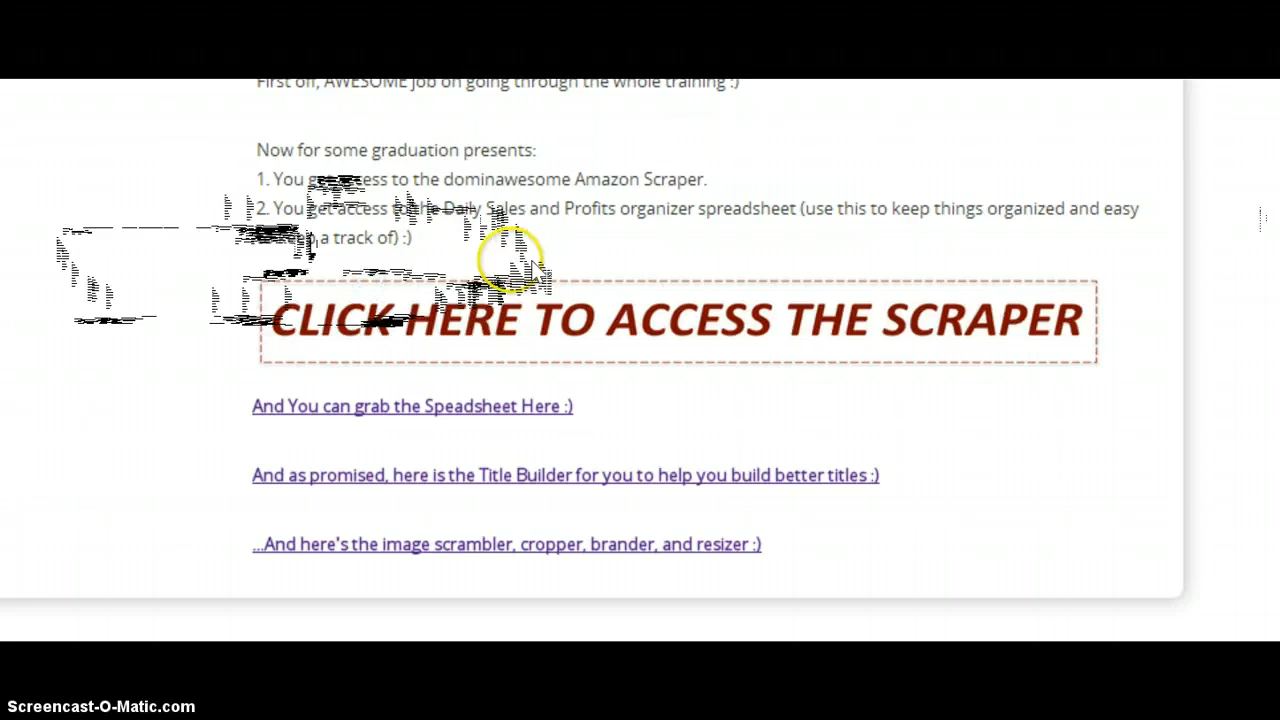 First off, AWESOME job on going through the whole training :)
Now for some graduation presents:
1. You get access to the dominawesome Amazon Scraper.
2. You get access to the Daily Sales and Profits organizer spreadsheet (use this to keep things organized and easy
a track of) :)
CLICK HERE TO ACCESS THE SCRAPER
And You can grab the Speadsheet Here :)
And as promised, here is the Title Builder for you to help you build better titles :)
...And here's the image scrambler, cropper, brander, and resizer :)
Screencast-O-Matic.com